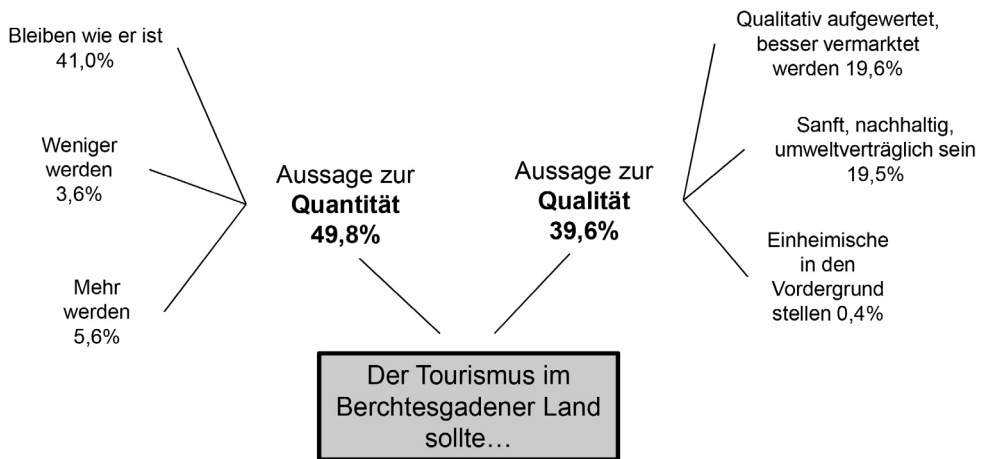 Bleiben wie er ist
41,0%
Weniger
werden
3,6%
Mehr
werden
5,6%
Aussage zur
Quantität
49,8%
Aussage zur
Qualität
39,6%
Qualitativ aufgewertet,
besser vermarktet
werden 19,6%
Sanft, nachhaltig,
umweltverträglich sein
19,5%
Einheimische
in den
Vordergrund
stellen 0,4%
Der Tourismus im
Berchtesgadener Land
sollte…